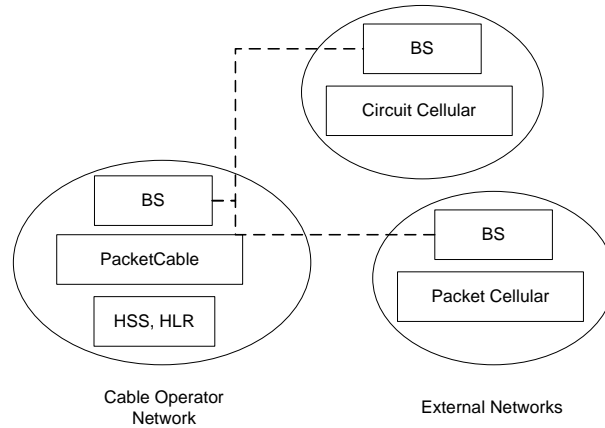 BS
Circuit Cellular
BS
PacketCable
HSS, HLR
BS
Packet Cellular
Cable Operator
Network
External Networks